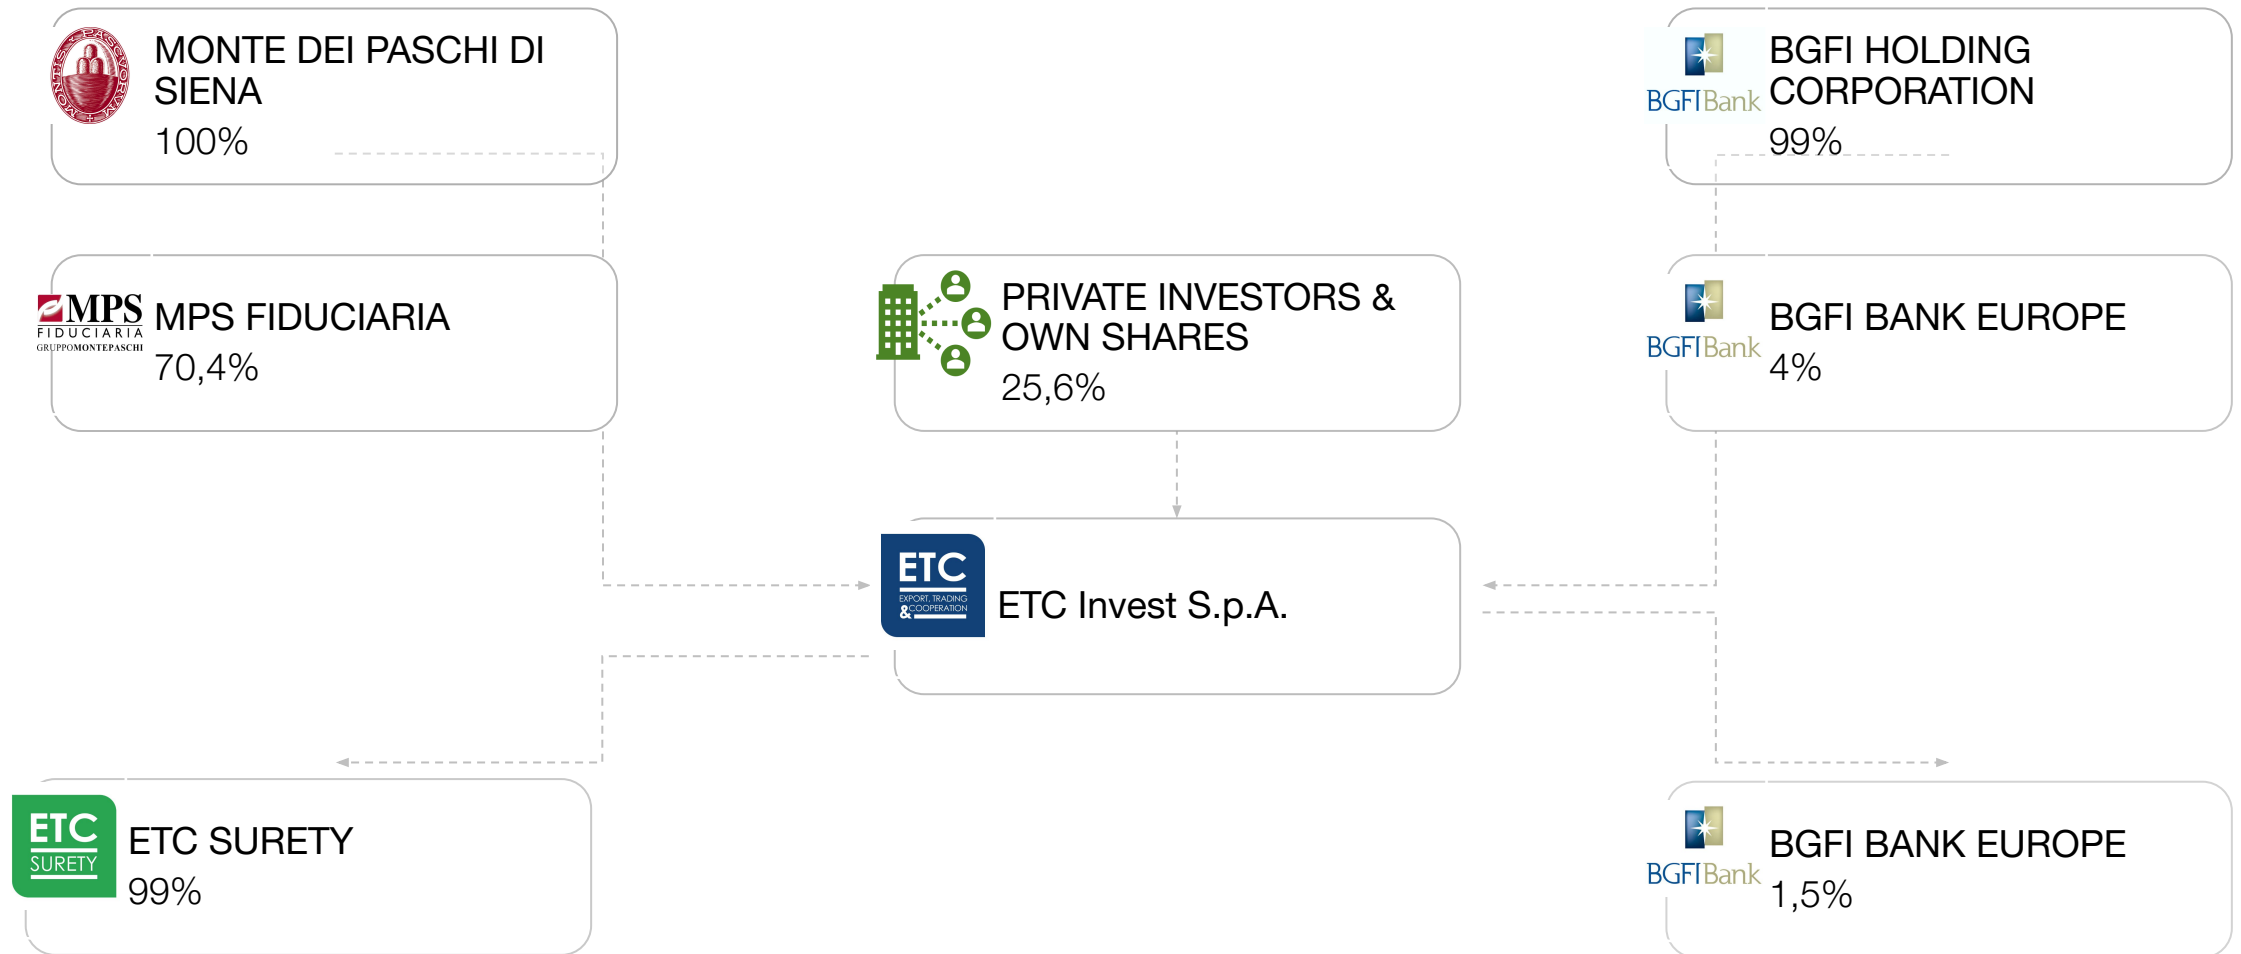 MONTE DEI PASCHI DI
SIENA
100%
MONTIS PASCVORVM
BGFIBank
BGFI HOLDING
CORPORATION
99%
MPS
FIDUCIARIA
GRUPPOMONTEPASCHI
MPS FIDUCIARIA
70,4%
PRIVATE INVESTORS &
OWN SHARES
25,6%
BGFIBank
BGFI BANK EUROPE
4%
ETC
EXPORT, TRADING
&COOPERATION
ETC Invest S.p.A.
ETC
SURETY
ETC SURETY
99%
BGFIBank
BGFI BANK EUROPE
1,5%